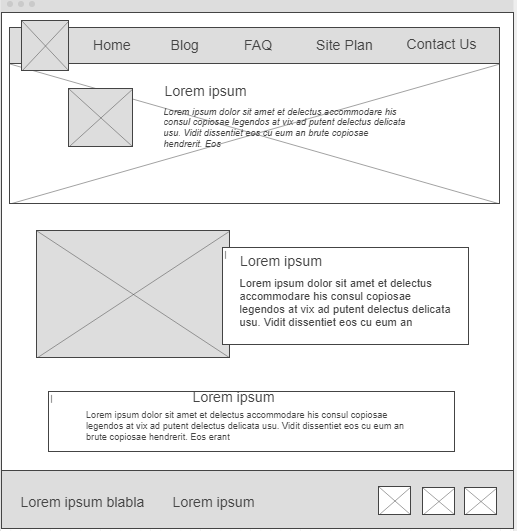 Home Blog FAQ Site Plan Contact Us
Lorem ipsum
Lorem ipsum dolor sit amet et delectus accommodare his
consul copiosae legendos at vix ad putent delectus delicata
usu. Vidit dissentiet eos cu eum an brute copiosae
hendrerit. Eos
Lorem ipsum
Lorem ipsum dolor sit amet et delectus
accommodare his consul copiosae
legendos at vix ad putent delectus delicata
usu. Vidit dissentiet eos cu eum an
Lorem ipsum
Lorem ipsum dolor sit amet et delectus accommodare his consul copiosae
legendos at vix ad putent delectus delicata usu. Vidit dissentiet eos cu eum an
brute copiosae hendrerit. Eos erant
Lorem ipsum blabla Lorem ipsum